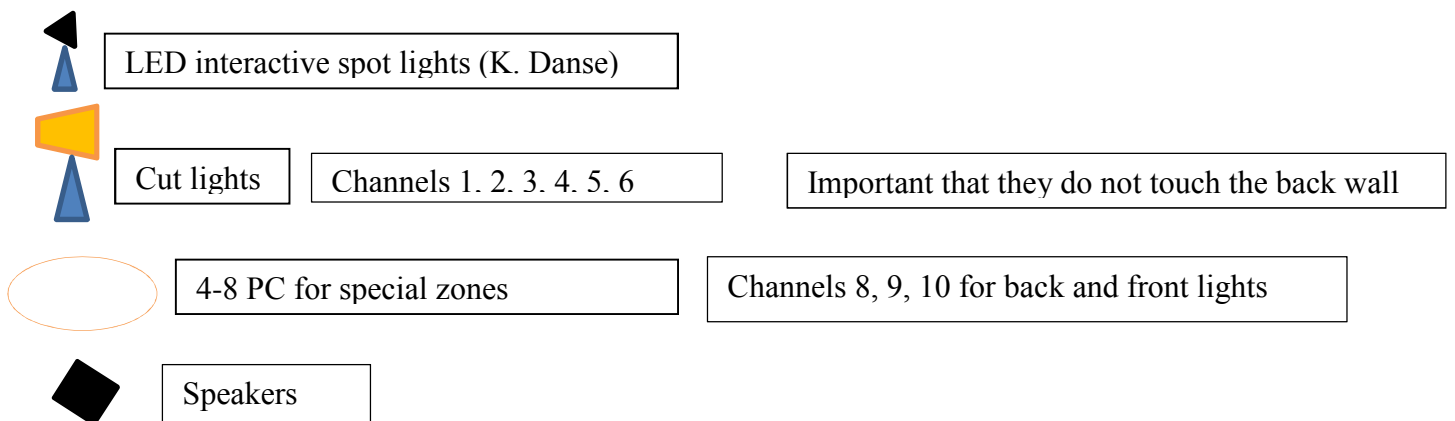 LED interactive spot lights (K. Danse)
Cut lights
Channels 1, 2, 3, 4, 5, 6
Important that they do not touch the back wall
4-8 PC for special zones
Channels 8, 9, 10 for back and front lights
Speakers